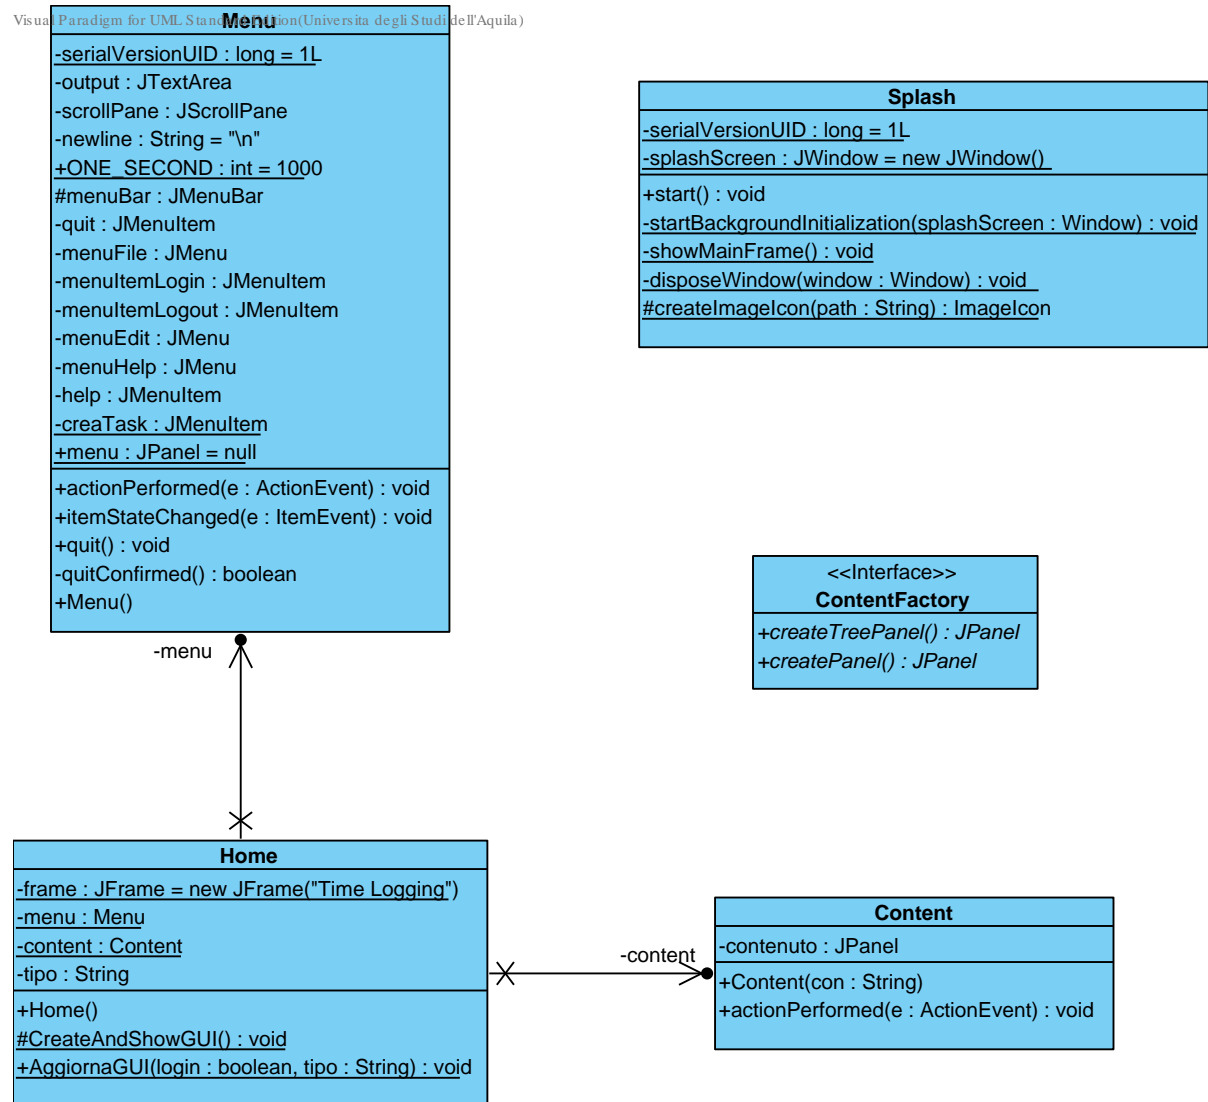 Visual Paradigm for UML Standard Edition(Universita degli Studi dell'Aquila)
Menu
-serialVersionUID : long = 1L
-output : JTextArea
-scrollPane : JScrollPane
-newline : String = "\n"
+ONE_SECOND : int = 1000
#menuBar : JMenuBar
-quit : JMenuItem
-menuFile : JMenu
-menuItemLogin : JMenuItem
-menuItemLogout : JMenuItem
-menuEdit : JMenu
-menuHelp : JMenu
-help : JMenuItem
-creaTask : JMenuItem
+menu : JPanel = null
+actionPerformed(e : ActionEvent) : void
+itemStateChanged(e : ItemEvent) : void
+quit() : void
-quitConfirmed() : boolean
+Menu()
Splash
-serialVersionUID : long = 1L
-splashScreen : JWindow = new JWindow()
+start() : void
-startBackgroundInitialization(splashScreen : Window) : void
-showMainFrame() : void
-disposeWindow(window : Window) : void
#createImageIcon(path : String) : ImageIcon
<<Interface>>
ContentFactory
+createTreePanel() : JPanel
+createPanel() : JPanel
-menu
Home
-frame : JFrame = new JFrame("Time Logging")
-menu : Menu
-content : Content
-tipo : String
+Home()
#CreateAndShowGUI() : void
+AggiornaGUI(login : boolean, tipo : String) : void
-content
Content
-contenuto : JPanel
+Content(con : String)
+actionPerformed(e : ActionEvent) : void